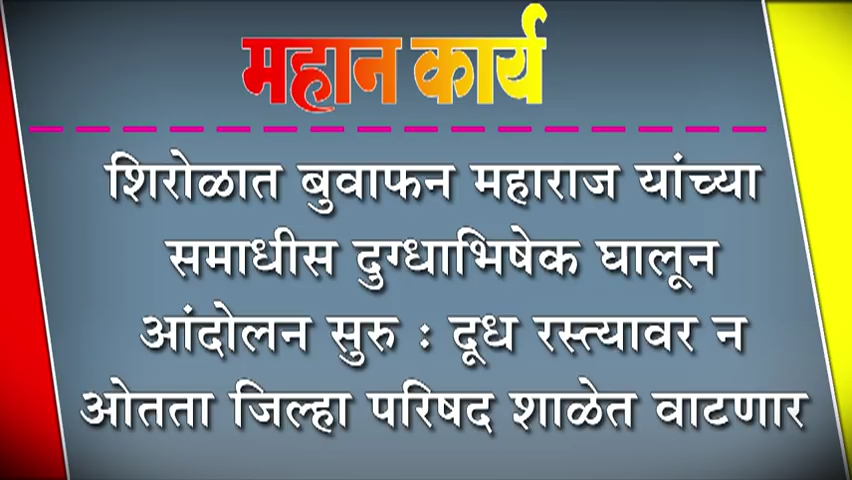 महान कार्य
शिरोळात बुवाफन महाराज यांच्या
समाधीस दुग्धाभिषेक घालून
आंदोलन सुरु : दूध रस्त्यावर न
ओतता जिल्हा परिषद शाळेत वाटणार